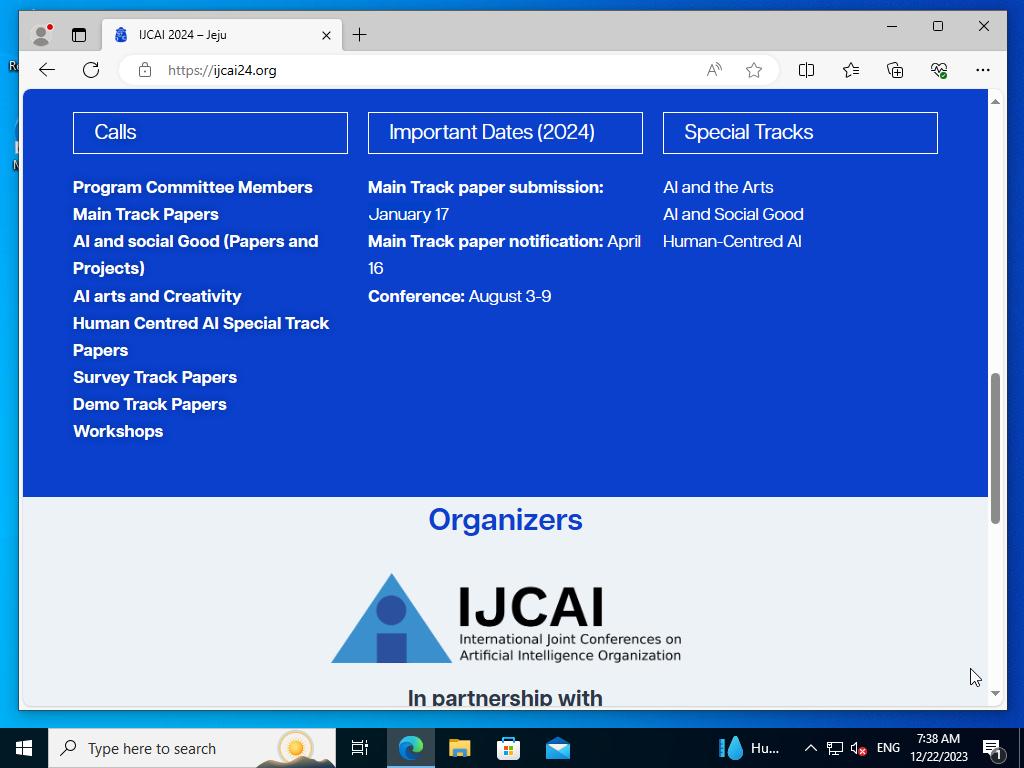 IJCAI 2024 – Jeju
https://ijcai24.org
Calls
Program Committee Members
Main Track Papers
AI and social Good (Papers and
Projects)
AI arts and Creativity
Human Centred AI Special Track
Papers
Survey Track Papers
Demo Track Papers
Workshops
Important Dates (2024)
Main Track paper submission:
January 17
Main Track paper notification: April
16
Conference: August 3-9
Special Tracks
AI and the Arts
AI and Social Good
Human-Centred AI
Organizers
IJCAI
International Joint Conferences on
Artificial Intelligence Organization
In partnership with
Type here to search
Hu...
ENG
7:38 AM
12/22/2023
1